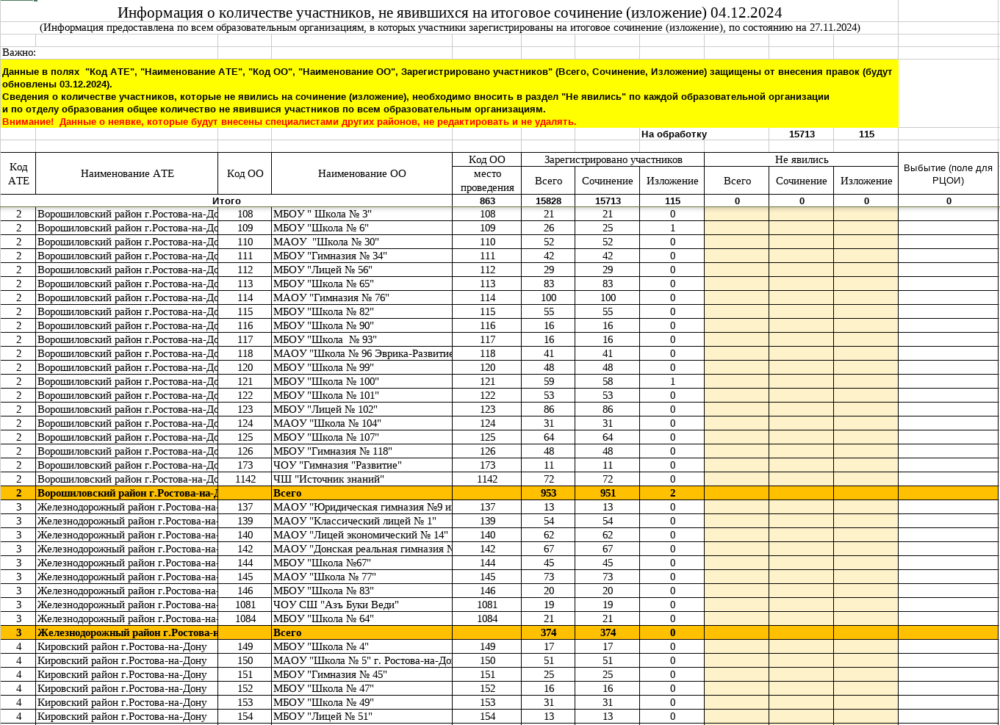 Информация о количестве участников, не явившихся на итоговое сочинение (изложение) 04.12.2024
(Информация предоставлена по всем образовательным организациям, в которых участники зарегистрированы на итоговое сочинение (изложение), по состоянию на 27.11.2024)
Важно:
Данные в полях "Код АТЕ", "Наименование АТЕ", "Код ОО", "Наименование ОО", Зарегистрировано участников" (Всего, Сочинение, Изложение) защищены от внесения правок (будут
обновлены 03.12.2024).
Сведения о количестве участников, которые не явились на сочинение (изложение), необходимо вносить в раздел "Не явились" по каждой образовательной организации
и по отделу образования общее количество не явившися участников по всем образовательным организациям.
Внимание! Данные о неявке, которые будут внесены специалистами других районов, не редактировать и не удалять.
На обработку 15713 115
Код АТЕ Наименование АТЕ Код ОО Наименование ОО Код ОО место проведения Зарегистрировано участников Не явились Выбытие (поле для РЦОИ)
Всего Сочинение Изложение Всего Сочинение Изложение
Итого 863 15828 15713 115 0 0 0 0
2 Ворошиловский район г.Ростова-на-До 108 МБОУ " Школа № 3" 108 21 21 0
2 Ворошиловский район г.Ростова-на-До 109 МБОУ "Школа № 6" 109 26 25 1
2 Ворошиловский район г.Ростова-на-До 110 МАОУ "Школа № 30" 110 52 52 0
2 Ворошиловский район г.Ростова-на-До 111 МБОУ "Гимназия № 34" 111 42 42 0
2 Ворошиловский район г.Ростова-на-До 112 МБОУ "Лицей № 56" 112 29 29 0
2 Ворошиловский район г.Ростова-на-До 113 МБОУ "Школа № 65" 113 83 83 0
2 Ворошиловский район г.Ростова-на-До 114 МАОУ "Гимназия № 76" 114 100 100 0
2 Ворошиловский район г.Ростова-на-До 115 МБОУ "Школа № 82" 115 55 55 0
2 Ворошиловский район г.Ростова-на-До 116 МБОУ "Школа № 90" 116 16 16 0
2 Ворошиловский район г.Ростова-на-До 117 МБОУ "Школа № 93" 117 16 16 0
2 Ворошиловский район г.Ростова-на-До 118 МАОУ "Школа № 96 Эврика-Развитие 118 41 41 0
2 Ворошиловский район г.Ростова-на-До 120 МБОУ "Школа № 99" 120 48 48 0
2 Ворошиловский район г.Ростова-на-До 121 МБОУ "Школа № 100" 121 59 58 1
2 Ворошиловский район г.Ростова-на-До 122 МБОУ "Школа № 101" 122 53 53 0
2 Ворошиловский район г.Ростова-на-До 123 МБОУ "Лицей № 102" 123 86 86 0
2 Ворошиловский район г.Ростова-на-До 124 МАОУ "Школа № 104" 124 31 31 0
2 Ворошиловский район г.Ростова-на-До 125 МБОУ "Школа № 107" 125 64 64 0
2 Ворошиловский район г.Ростова-на-До 126 МБОУ "Гимназия № 118" 126 48 48 0
2 Ворошиловский район г.Ростова-на-До 173 ЧОУ "Гимназия "Развитие" 173 11 11 0
2 Ворошиловский район г.Ростова-на-До 1142 ЧШ "Источник знаний" 1142 72 72 0
2 Ворошиловский район г.Ростова-на-Д Всего 953 951 2
3 Железнодорожный район г.Ростова-на- 137 МАОУ "Юридическая гимназия №9 и 137 13 13 0
3 Железнодорожный район г.Ростова-на- 139 МАОУ "Классический лицей № 1" 139 54 54 0
3 Железнодорожный район г.Ростова-на- 140 МАОУ "Лицей экономический № 14" 140 62 62 0
3 Железнодорожный район г.Ростова-на- 142 МАОУ "Донская реальная гимназия № 142 67 67 0
3 Железнодорожный район г.Ростова-на- 144 МБОУ "Школа №67" 144 45 45 0
3 Железнодорожный район г.Ростова-на- 145 МАОУ "Школа № 77" 145 73 73 0
3 Железнодорожный район г.Ростова-на- 146 МБОУ "Школа № 83" 146 20 20 0
3 Железнодорожный район г.Ростова-на- 1081 ЧОУ СШ "Азъ Буки Веди" 1081 19 19 0
3 Железнодорожный район г.Ростова-на- 1084 МБОУ "Школа № 64" 1084 21 21 0
3 Железнодорожный район г.Ростова-н Всего 374 374 0
4 Кировский район г.Ростова-на-Дону 149 МБОУ "Школа № 4" 149 17 17 0
4 Кировский район г.Ростова-на-Дону 150 МАОУ "Школа № 5" г. Ростова-на-До 150 51 51 0
4 Кировский район г.Ростова-на-Дону 151 МБОУ "Гимназия № 45" 151 25 25 0
4 Кировский район г.Ростова-на-Дону 152 МБОУ "Школа № 47" 152 16 16 0
4 Кировский район г.Ростова-на-Дону 153 МБОУ "Школа № 49" 153 31 31 0
4 Кировский район г.Ростова-на-Дону 154 МБОУ "Лицей № 51" 154 13 13 0